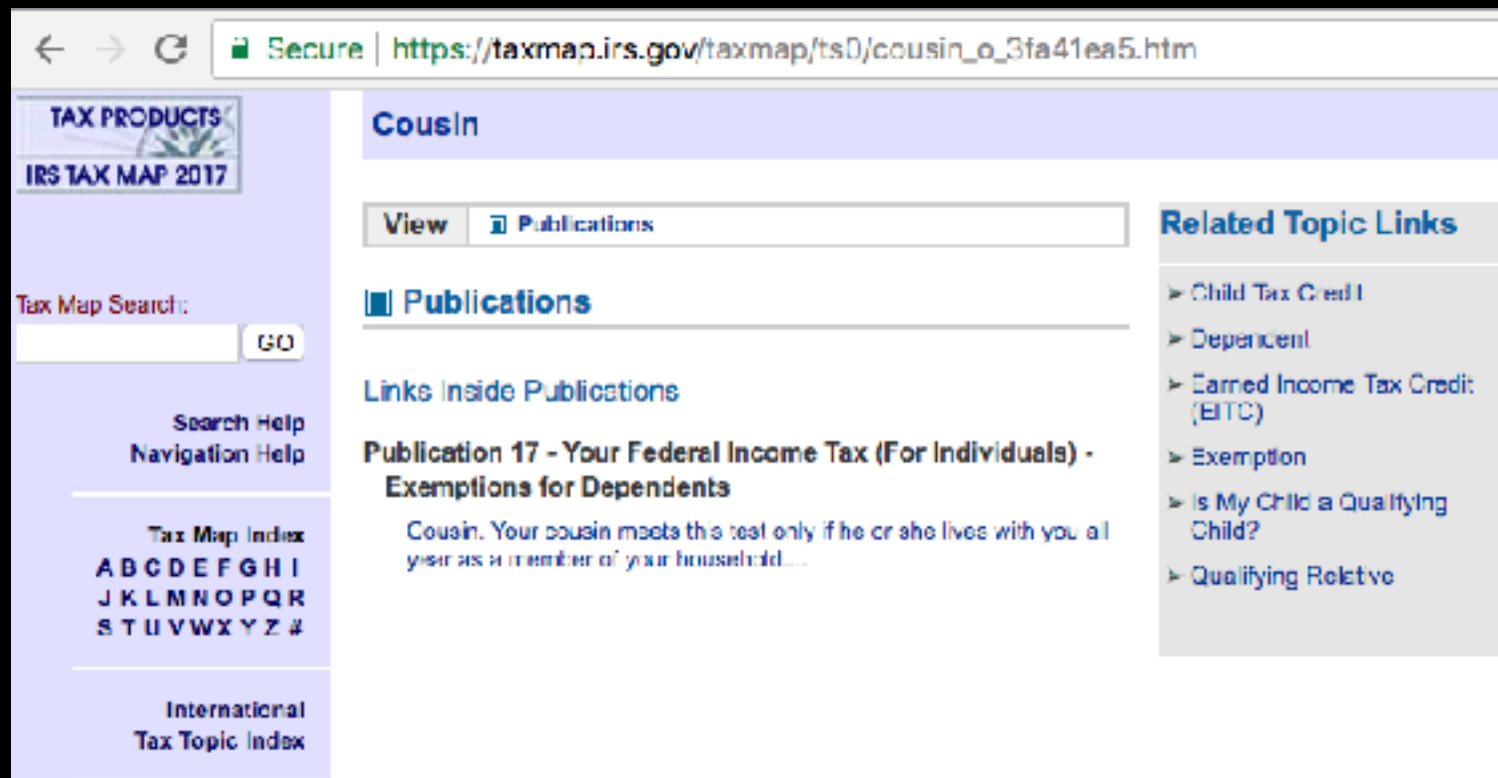 Secure | https://taxmap.irs.gov/taxmap/ts0/cousin_o_3fa41ea5.htm
TAX PRODUCTS
IRS TAX MAP 2017
Tax Map Search:
GO
Search Help
Navigation Help
Tax Map Index
A B C D E F G H I
J K L M N O P Q R
S T U V W X Y Z #
International
Tax Topic Index
Cousin
View Publications
Publications
Links Inside Publications
Publication 17 - Your Federal Income Tax (For Individuals) -
Exemptions for Dependents
Cousin. Your cousin meets this test only if he or she lives with you all
year as a member of your household....
Related Topic Links
Child Tax Credit
Dependent
Earned Income Tax Credit
(EITC)
Exemption
Is My Child a Qualifying
Child?
Qualifying Relative